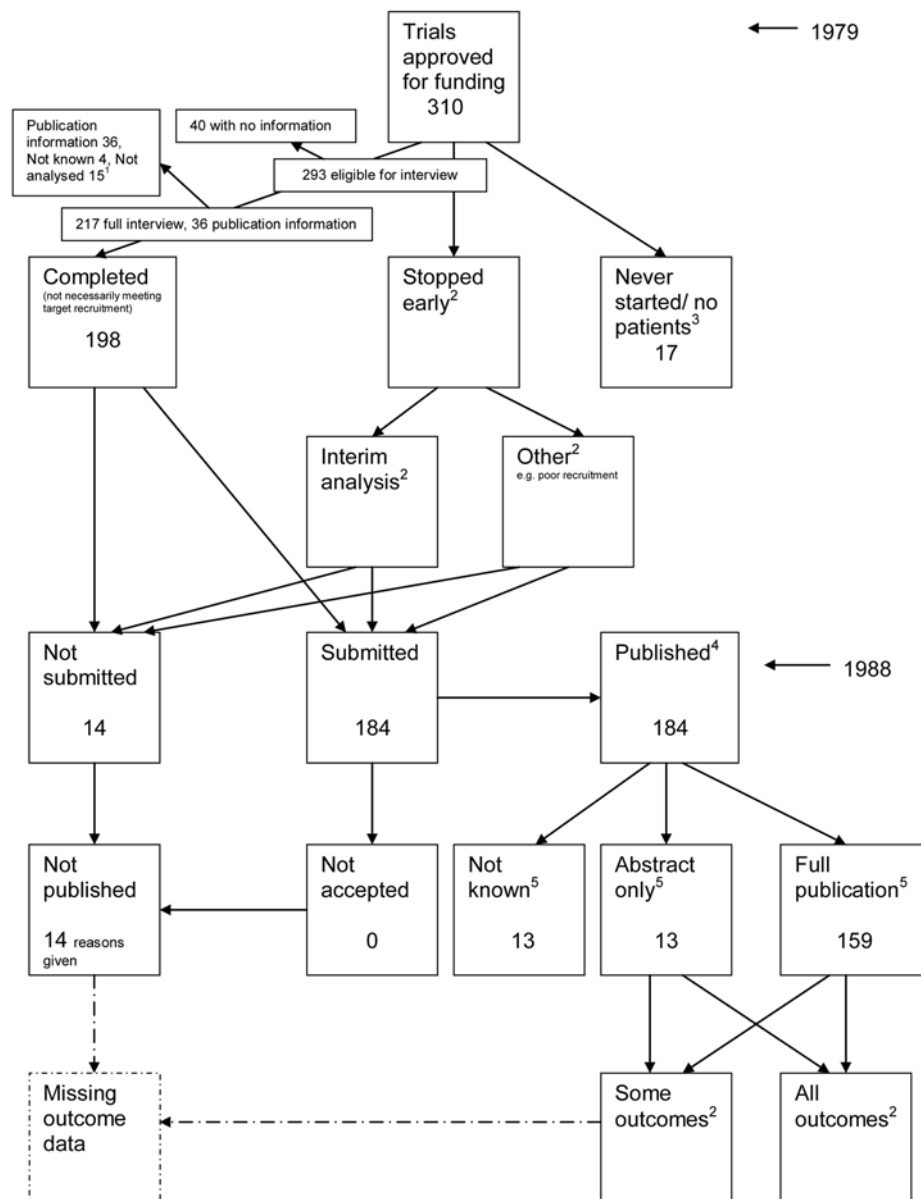 Trials
approved
for funding
310
1979
Publication
information 36,
Not known 4, Not
analysed 15¹
40 with no information
293 eligible for interview
217 full interview, 36 publication information
Completed
(not necessarily meeting
target recruitment)
198
Stopped
early²
Never
started/ no
patients³
17
Interim
analysis²
Other²
e.g. poor recruitment
Not
submitted
14
Submitted
184
Published⁴
184
1988
Not
published
14 reasons
given
Not
accepted
0
Not
known⁵
13
Abstract
only⁵
13
Full
publication⁵
159
Missing
outcome
data
Some
outcomes²
All
outcomes²